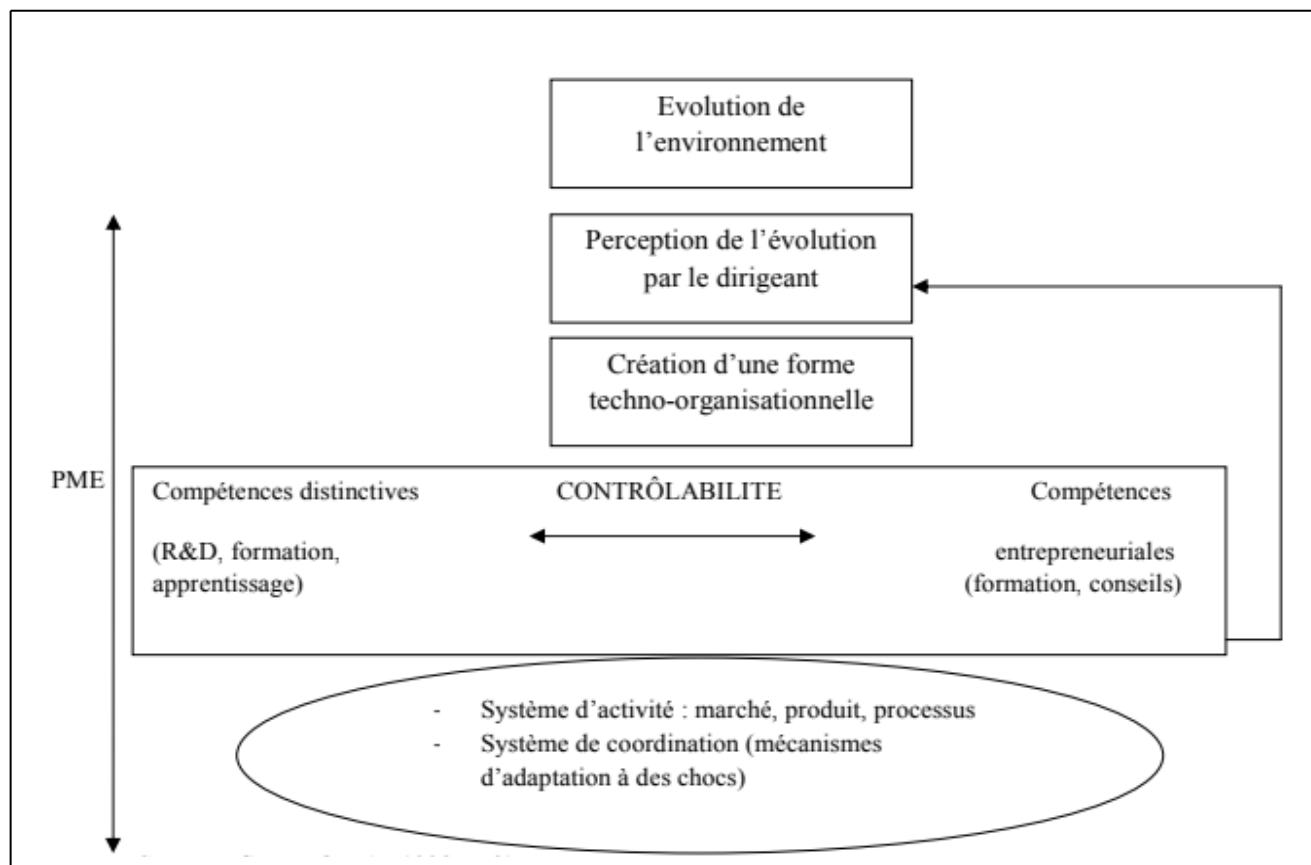 Evolution de
l'environnement
Perception de l'évolution
par le dirigeant
Création d'une forme
techno-organisationnelle
PME
Compétences distinctives
CONTRÔLABILITE
Compétences
(R&D, formation,
apprentissage)
entrepreneuriales
(formation, conseils)
- Système d'activité : marché, produit, processus
- Système de coordination (mécanismes
d'adaptation à des chocs)